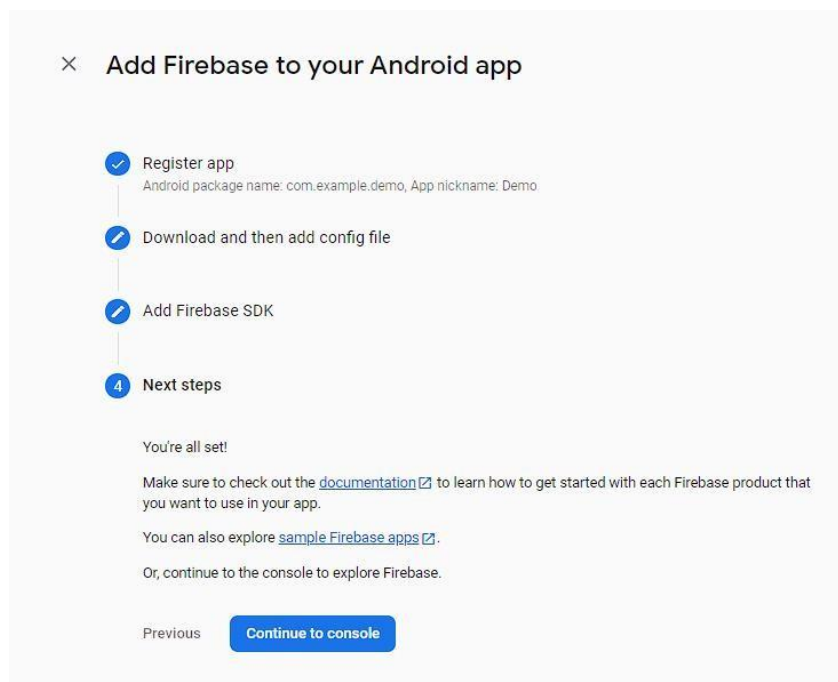 Add Firebase to your Android app
Register app
Android package name: com.example.demo, App nickname: Demo
Download and then add config file
Add Firebase SDK
4 Next steps
You're all set!
Make sure to check out the documentation to learn how to get started with each Firebase product that
you want to use in your app.
You can also explore sample Firebase apps.
Or, continue to the console to explore Firebase.
Previous Continue to console